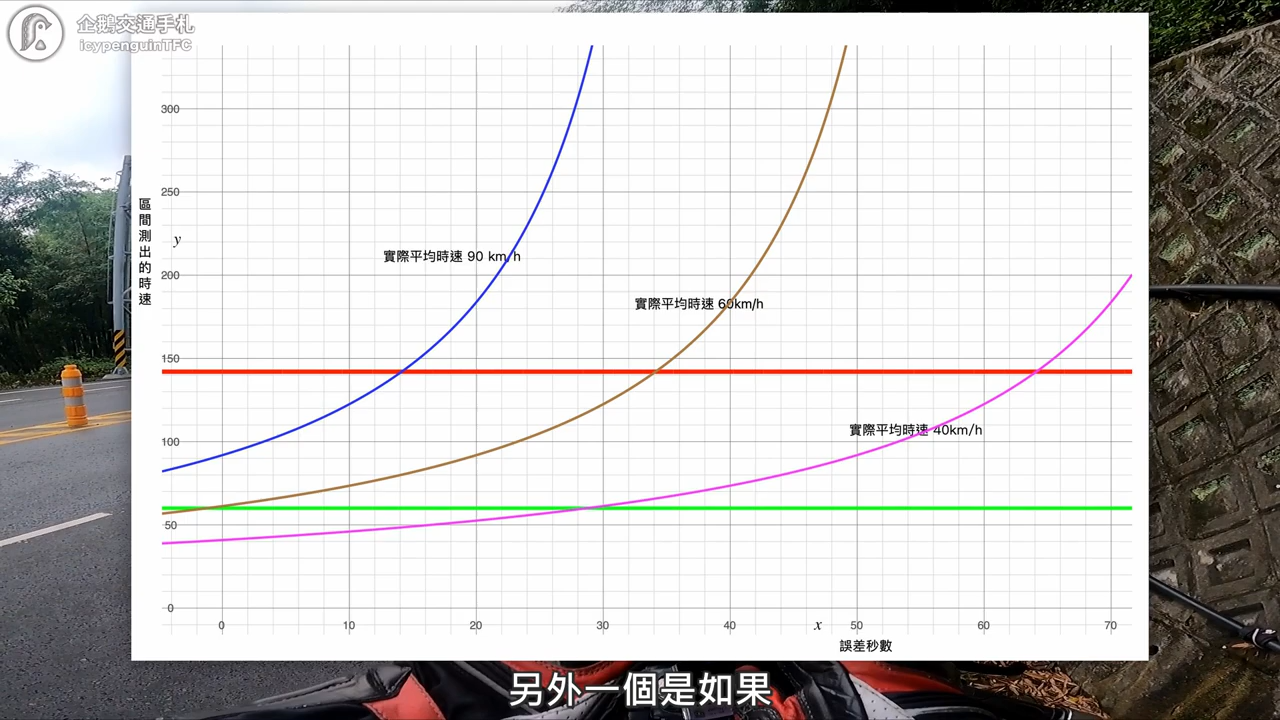 企鵝交通手札
icypenguinTFC
300
250
200
150
100
50
0
區間測出的時速
y
實際平均時速 90 km/h
實際平均時速 60km/h
實際平均時速 40km/h
0 10 20 30 40 50 60 70
x
誤差秒數
另外一個是如果